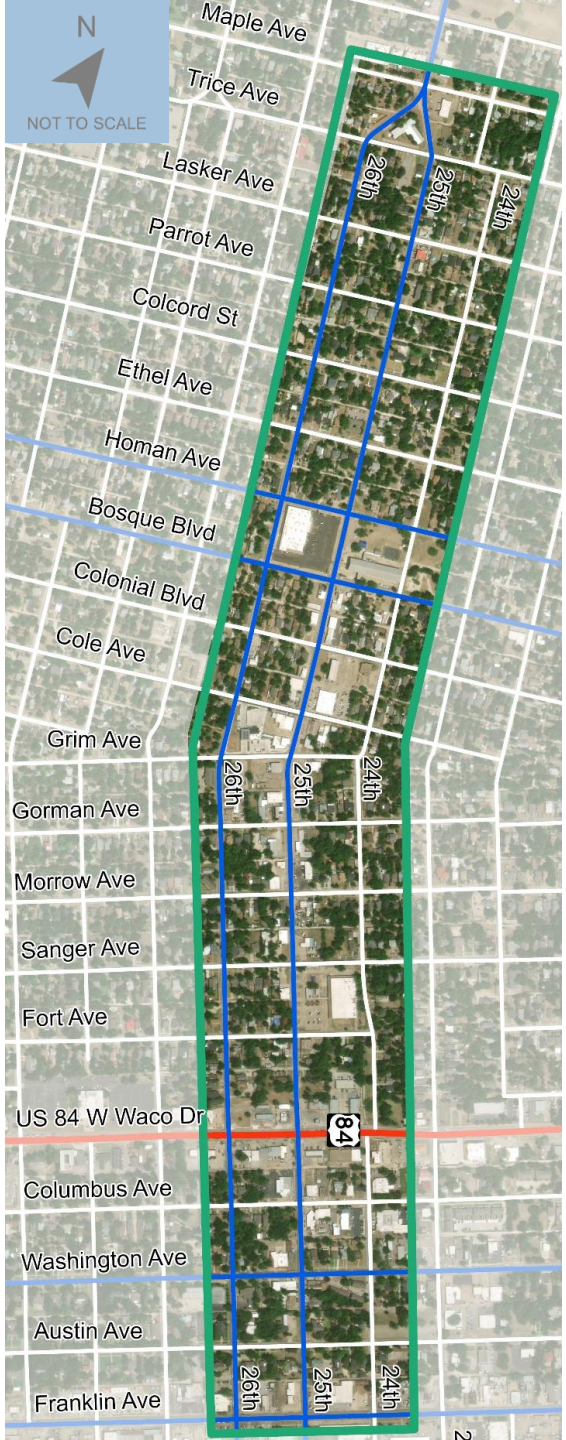 Maple Ave
N
Trice Ave
NOT TO SCALE
Lasker Ave
26th
25th
24th
Parrot Ave
Colcord St
Ethel Ave
Homan Ave
Bosque Blvd
Colonial Blvd
Cole Ave
Grim Ave
26th
25th
24th
Gorman Ave
Morrow Ave
Sanger Ave
Fort Ave
US 84 W Waco Dr
84
Columbus Ave
Washington Ave
Austin Ave
Franklin Ave
26th
25th
24th
2